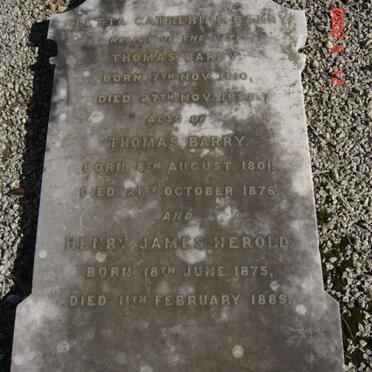 CATHERINE BARRY,
RELICT OF THE LATE
THOMAS BARRY.
BORN 7TH NOV. 1810,
DIED 27TH NOV.
ALSO OF
THOMAS BARRY.
BORN 8TH AUGUST 1801.
DIED 21ST OCTOBER 1876.
AND
HENRY JAMES HEROLD.
BORN 18TH JUNE 1875,
DIED 11TH FEBRUARY 1889.